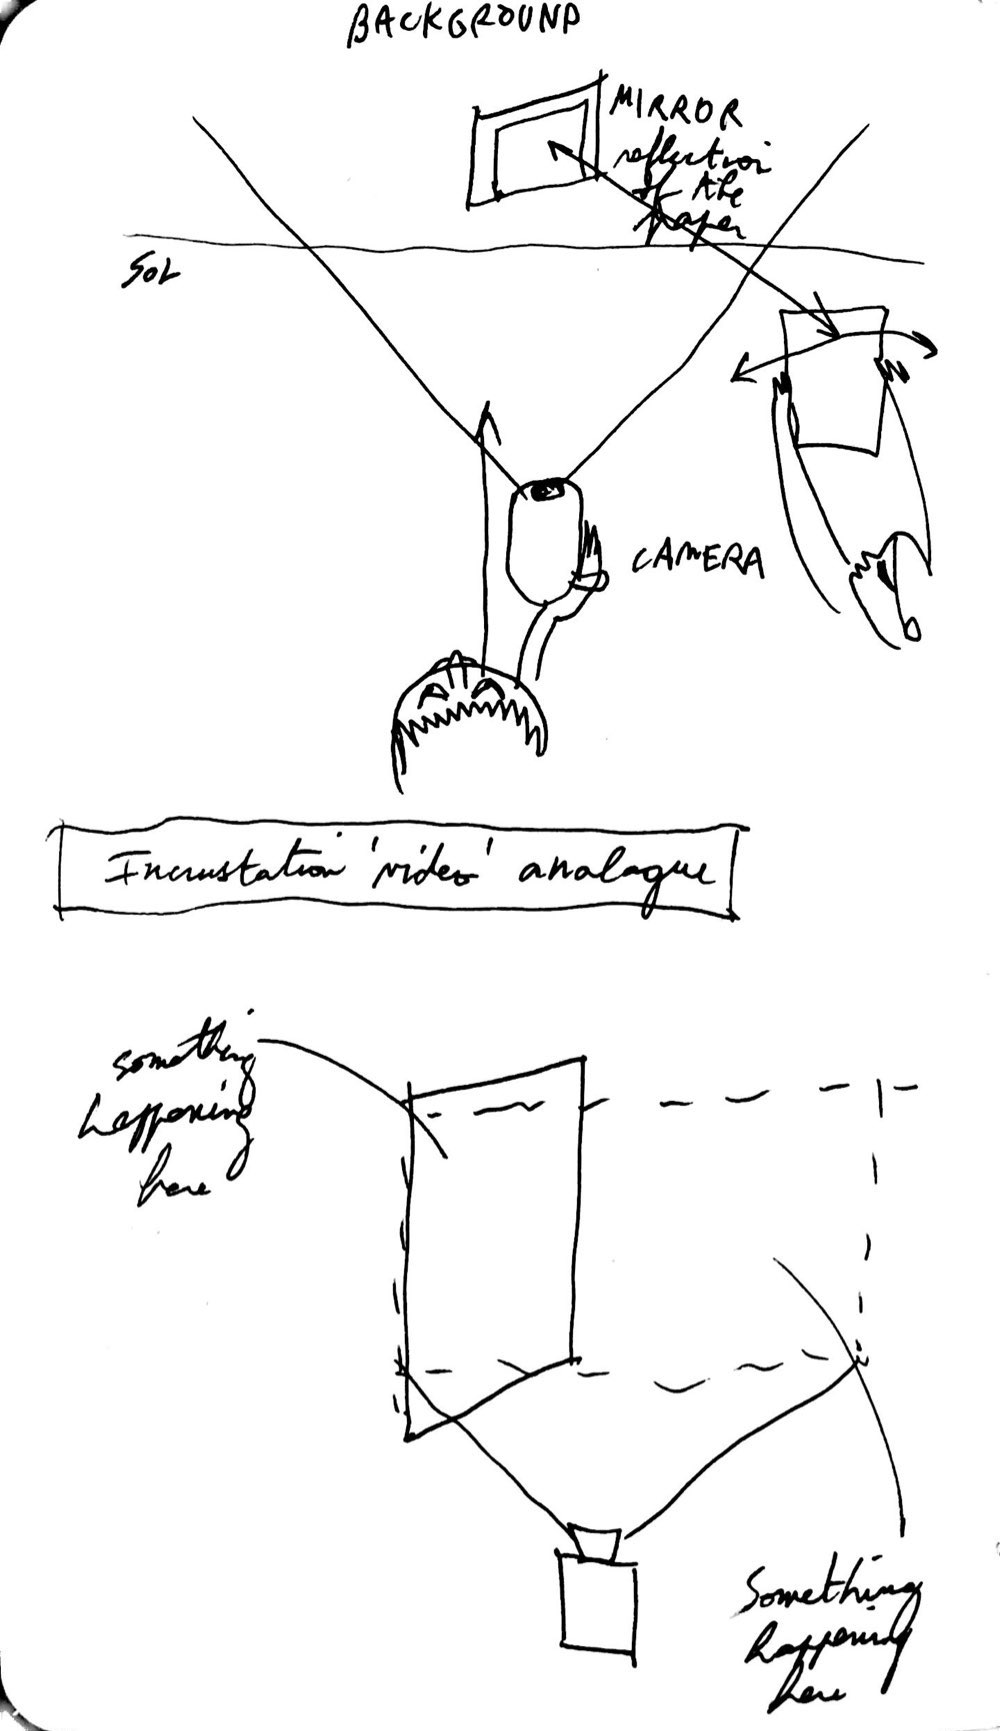 BACKGROUND
MIRROR
reflection
of the
paper
SOL
CAMERA
Incrustation 'video' analogue
something
happening
here
Something
happening
here